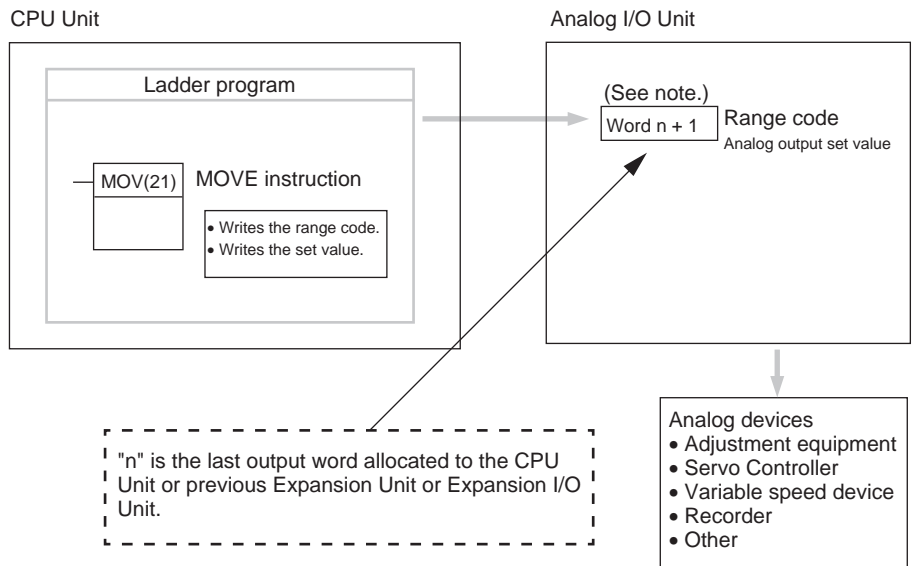 CPU Unit
Analog I/O Unit
Ladder program
(See note.)
Word n + 1
Range code
Analog output set value
MOV(21)
MOVE instruction
• Writes the range code.
• Writes the set value.
"n" is the last output word allocated to the CPU
Unit or previous Expansion Unit or Expansion I/O
Unit.
Analog devices
• Adjustment equipment
• Servo Controller
• Variable speed device
• Recorder
• Other